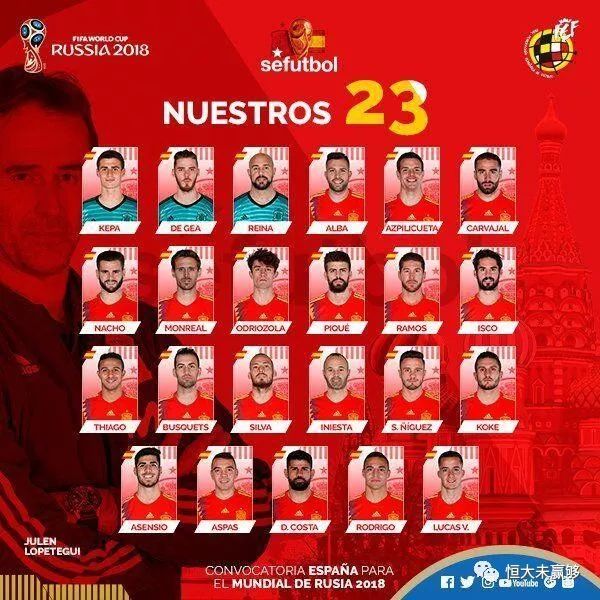 FIFA WORLD CUP
RUSSIA 2018
sefutbol
NUESTROS 23
KEPA
DE GEA
REINA
ALBA
AZPILICUETA
CARVAJAL
NACHO
MONREAL
ODRIOZOLA
PIQUÉ
RAMOS
ISCO
THIAGO
BUSQUETS
SILVA
INIESTA
S. ÑÍGUEZ
KOKE
ASENSIO
ASPAS
D. COSTA
RODRIGO
LUCAS V.
JULEN
LOPETEGUI
CONVOCATORIA ESPAÑA PARA
EL MUNDIAL DE RUSIA 2018
YouTube
恒大未赢够